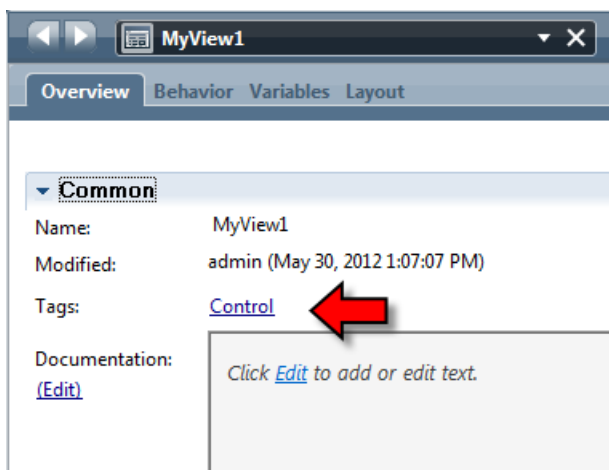 MyView1
Overview Behavior Variables Layout
Common
Name: MyView1
Modified: admin (May 30, 2012 1:07:07 PM)
Tags: Control
Documentation:
(Edit)
Click Edit to add or edit text.